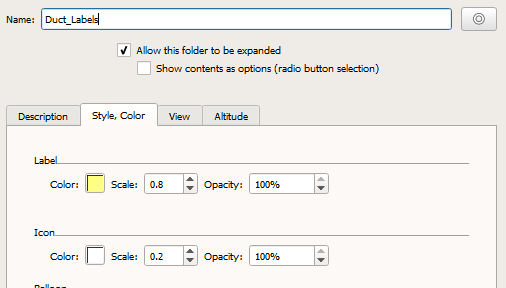 Name: Duct_Labels
Allow this folder to be expanded
Show contents as options (radio button selection)
Description Style, Color View Altitude
Label
Color: Scale: 0.8 Opacity: 100%
Icon
Color: Scale: 0.2 Opacity: 100%